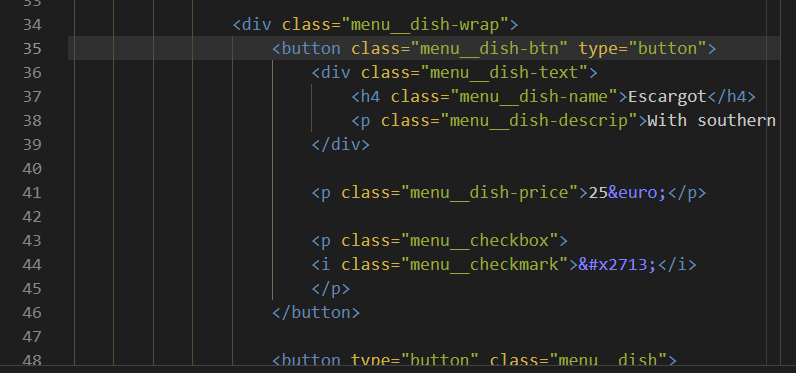 33
34 <div class="menu__dish-wrap">
35 <button class="menu__dish-btn" type="button">
36 <div class="menu__dish-text">
37 <h4 class="menu__dish-name">Escargot</h4>
38 <p class="menu__dish-descrip">With southern
39 </div>
40
41 <p class="menu__dish-price">25&euro;</p>
42
43 <p class="menu__checkbox">
44 <i class="menu__checkmark">&#x2713;</i>
45 </p>
46 </button>
47
48 <button type="button" class="menu__dish">